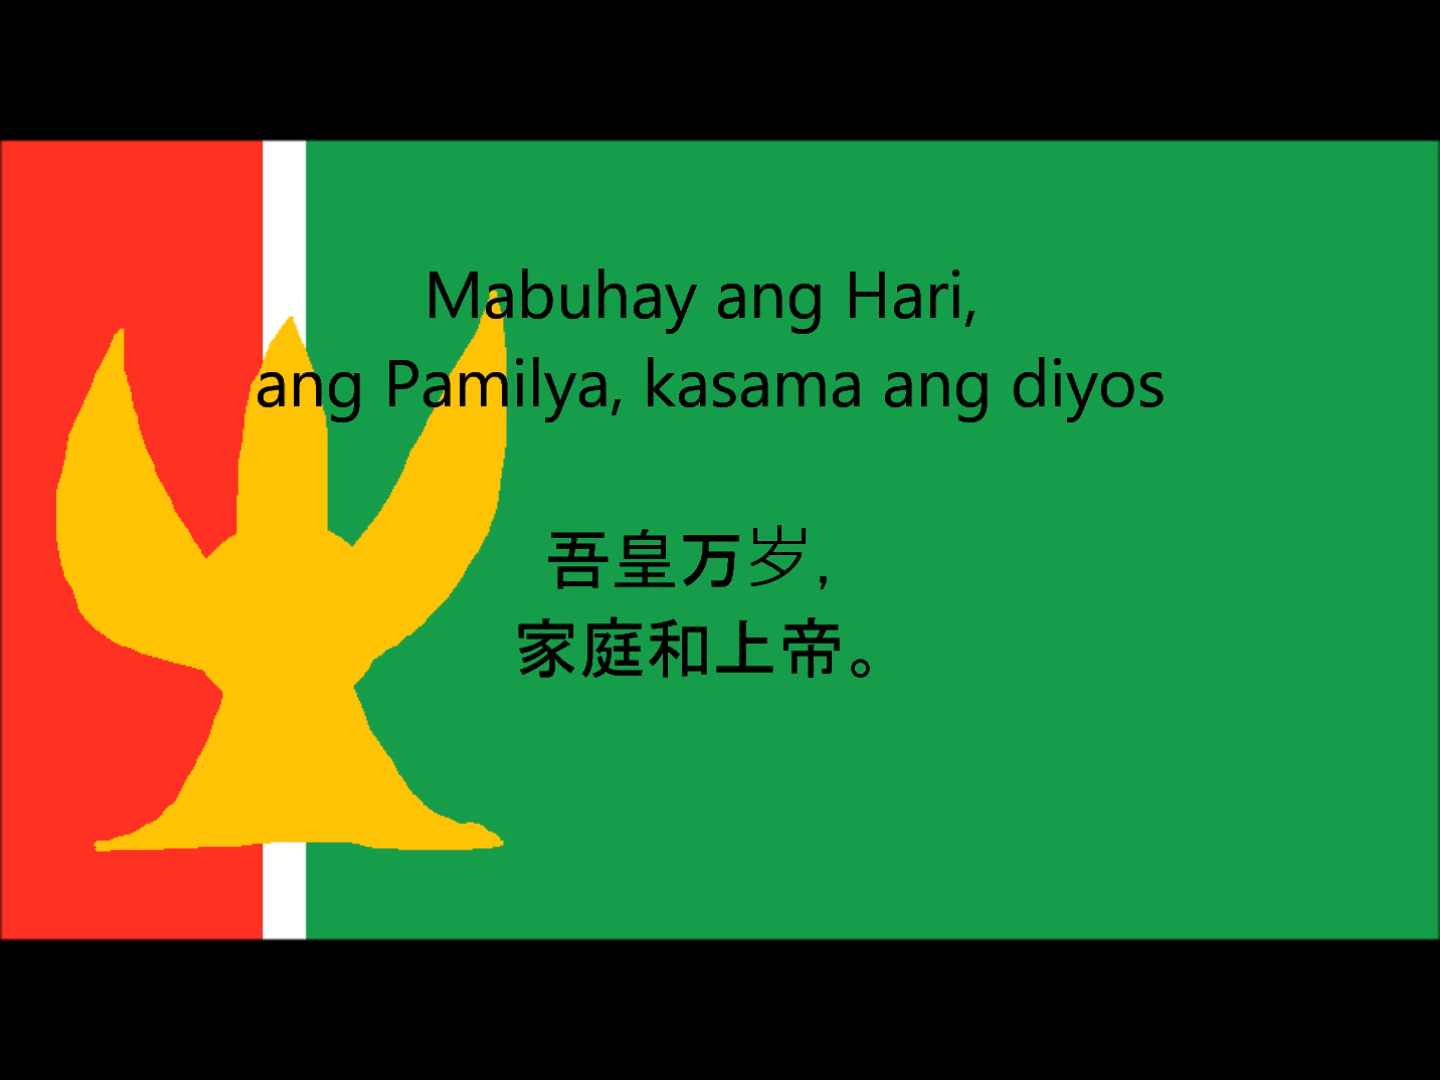 Mabuhay ang Hari,
ang Pamilya, kasama ang diyos
吾皇万岁，
家庭和上帝。